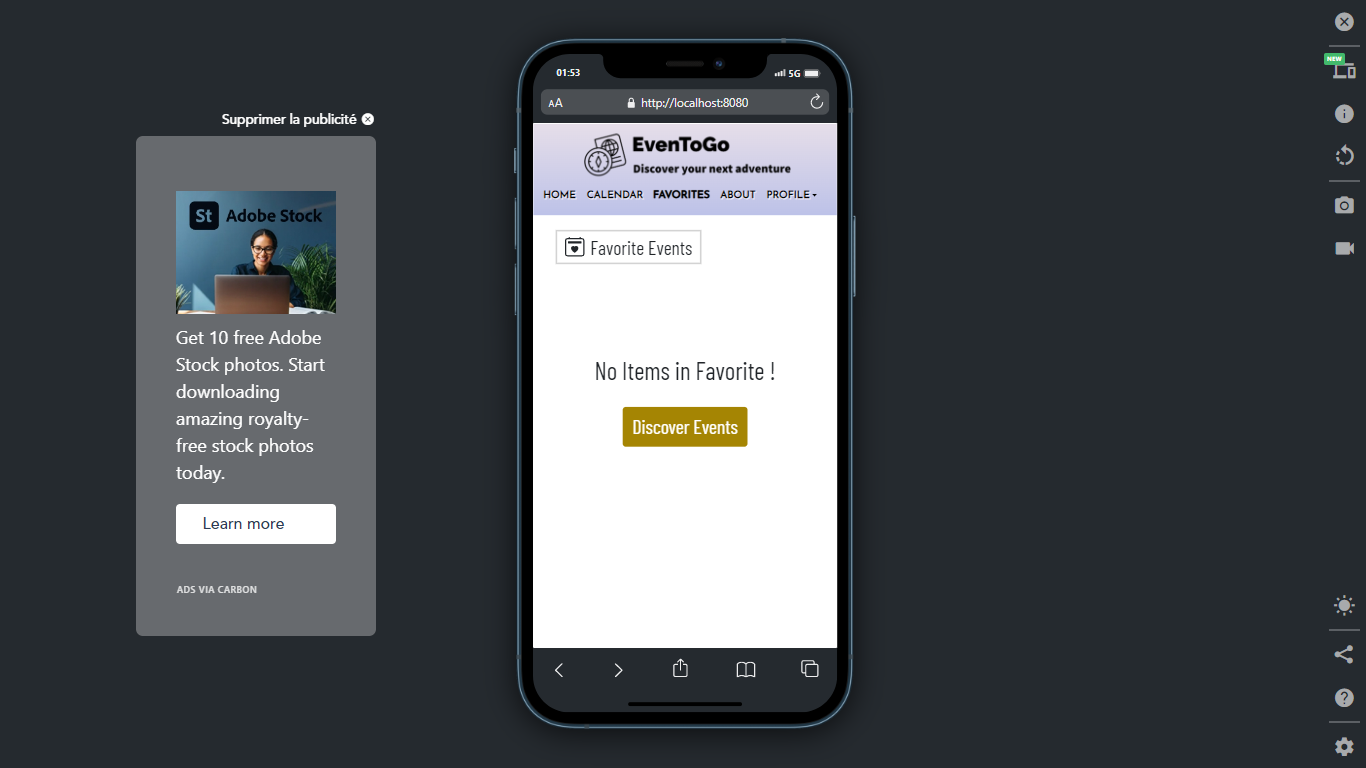 Supprimer la publicité
St Adobe Stock
Get 10 free Adobe
Stock photos. Start
downloading
amazing royalty-
free stock photos
today.
Learn more
ADS VIA CARBON
01:53
5G
AA
http://localhost:8080
EvenToGo
Discover your next adventure
HOME CALENDAR FAVORITES ABOUT PROFILE
Favorite Events
No Items in Favorite !
Discover Events
NEW